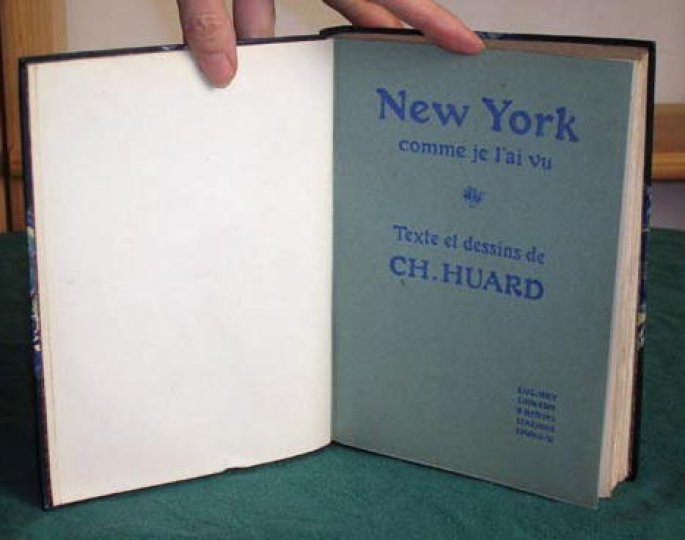 New York
comme je l'ai vu
Texte et dessins de
CH. HUARD